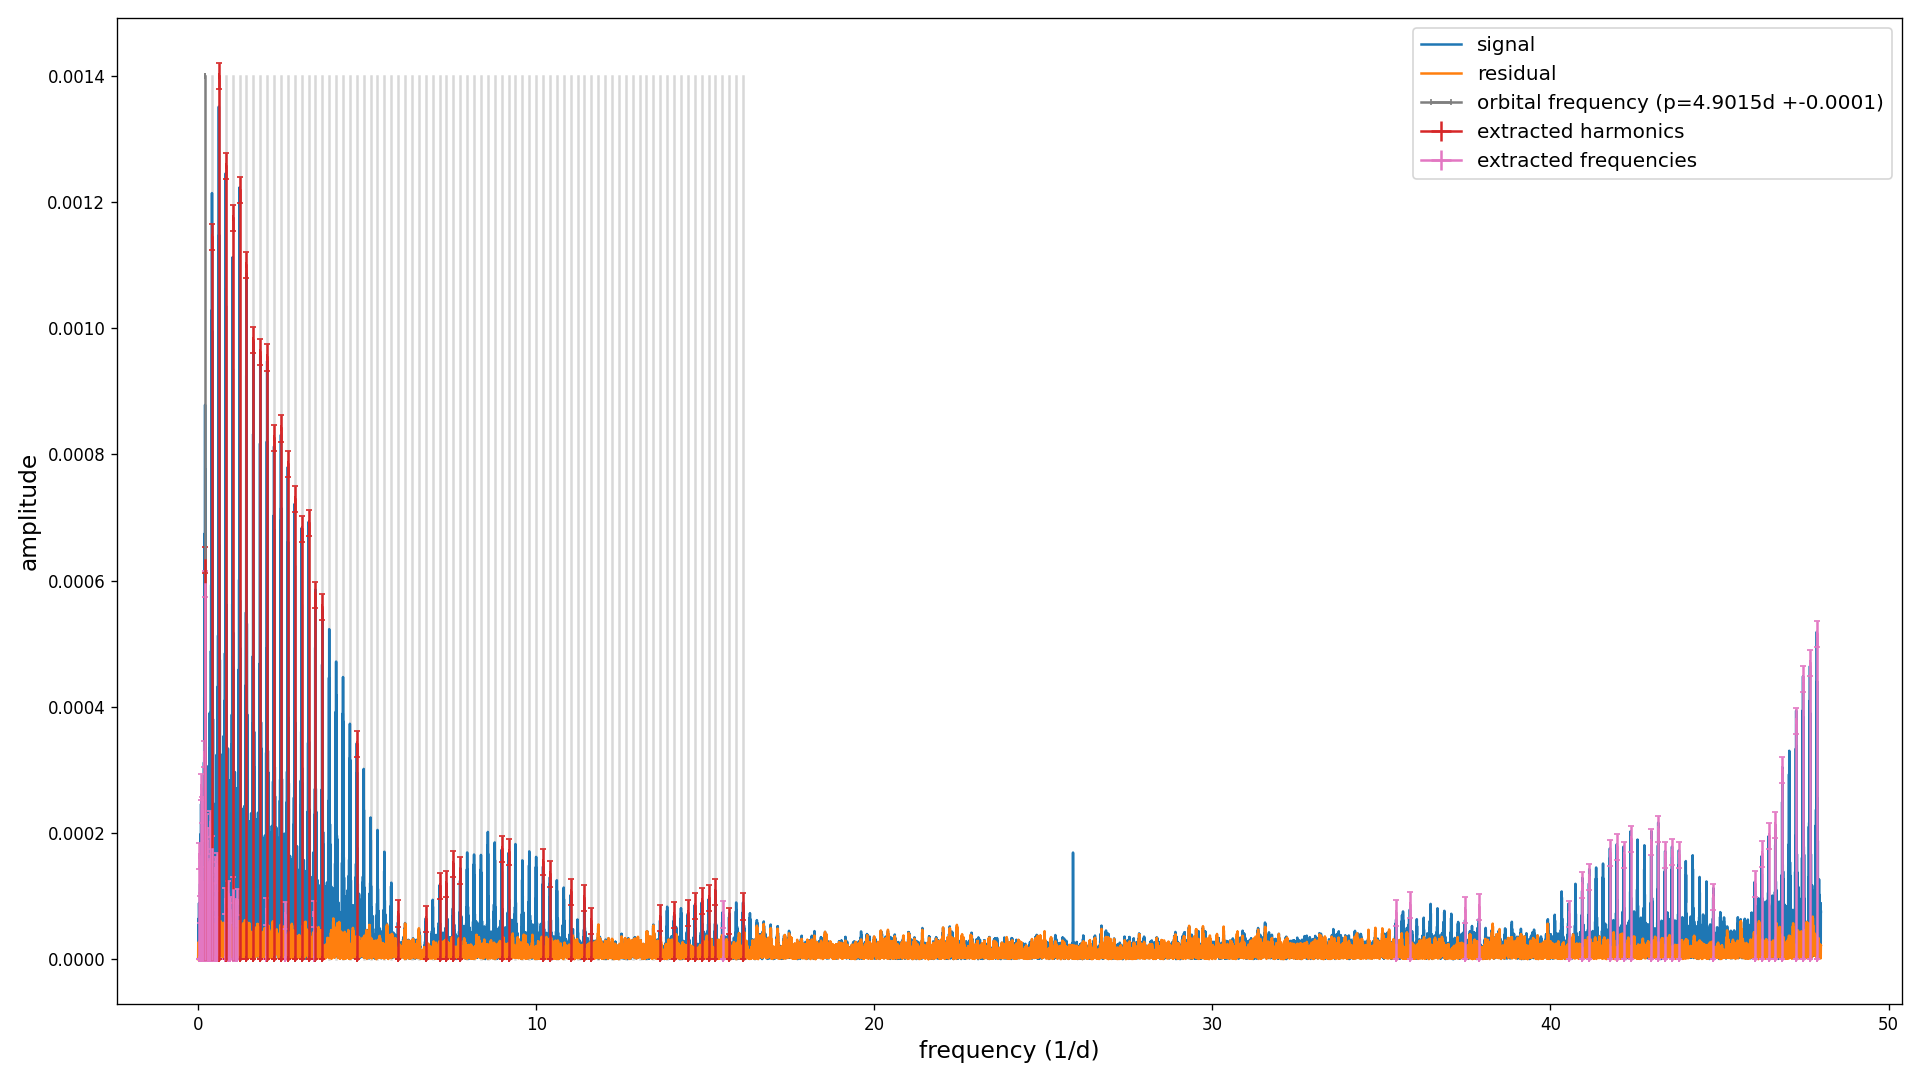 signal
residual
orbital frequency (p=4.9015d +-0.0001)
extracted harmonics
extracted frequencies
0.0014
0.0012
0.0010
0.0008
0.0006
0.0004
0.0002
0.0000
amplitude
0 10 20 30 40 50
frequency (1/d)